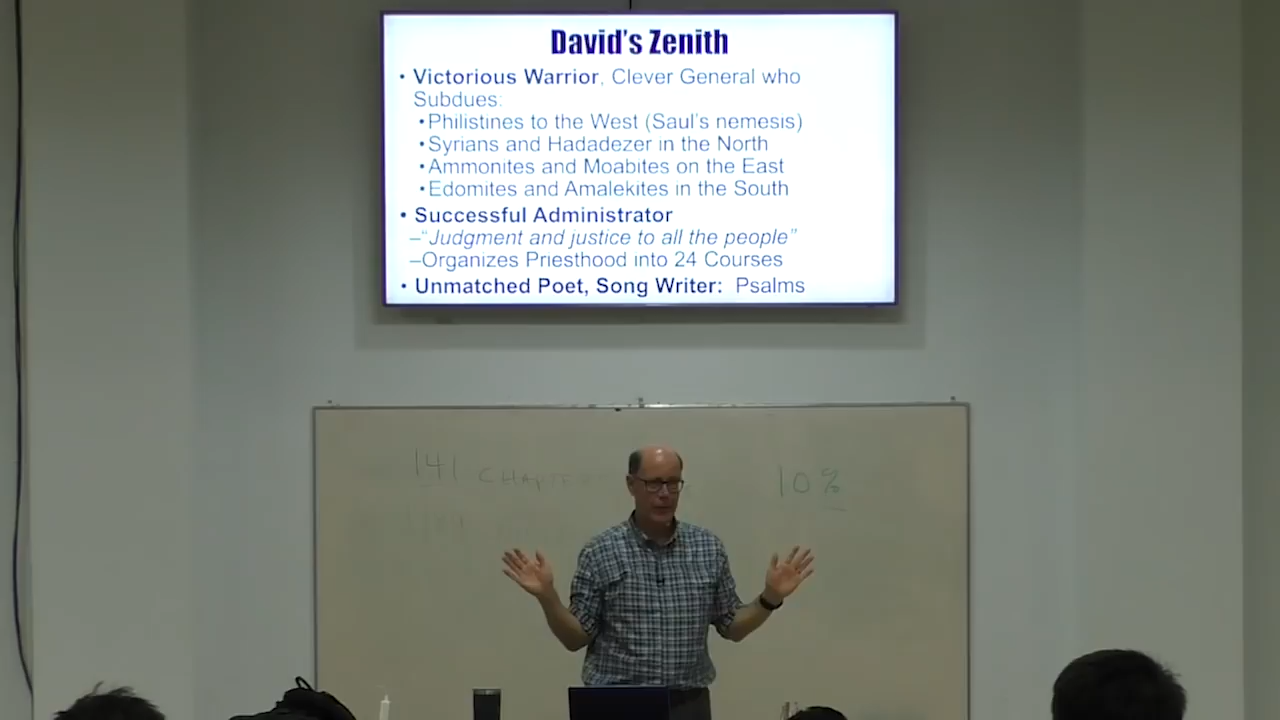 David's Zenith
• Victorious Warrior, Clever General who
Subdues:
• Philistines to the West (Saul's nemesis)
• Syrians and Hadadezer in the North
• Ammonites and Moabites on the East
• Edomites and Amalekites in the South
• Successful Administrator
–"Judgment and justice to all the people"
–Organizes Priesthood into 24 Courses
• Unmatched Poet, Song Writer: Psalms
141
10%